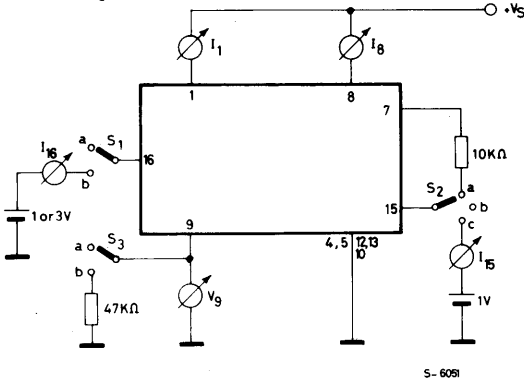 +VS
I1
I8
1
8
7
I16
a
S1
16
b
10KΩ
S2
a
b
15
c
1 or 3V
9
4, 5
12,13
10
a
S3
b
I15
V9
47KΩ
1V
S-6051